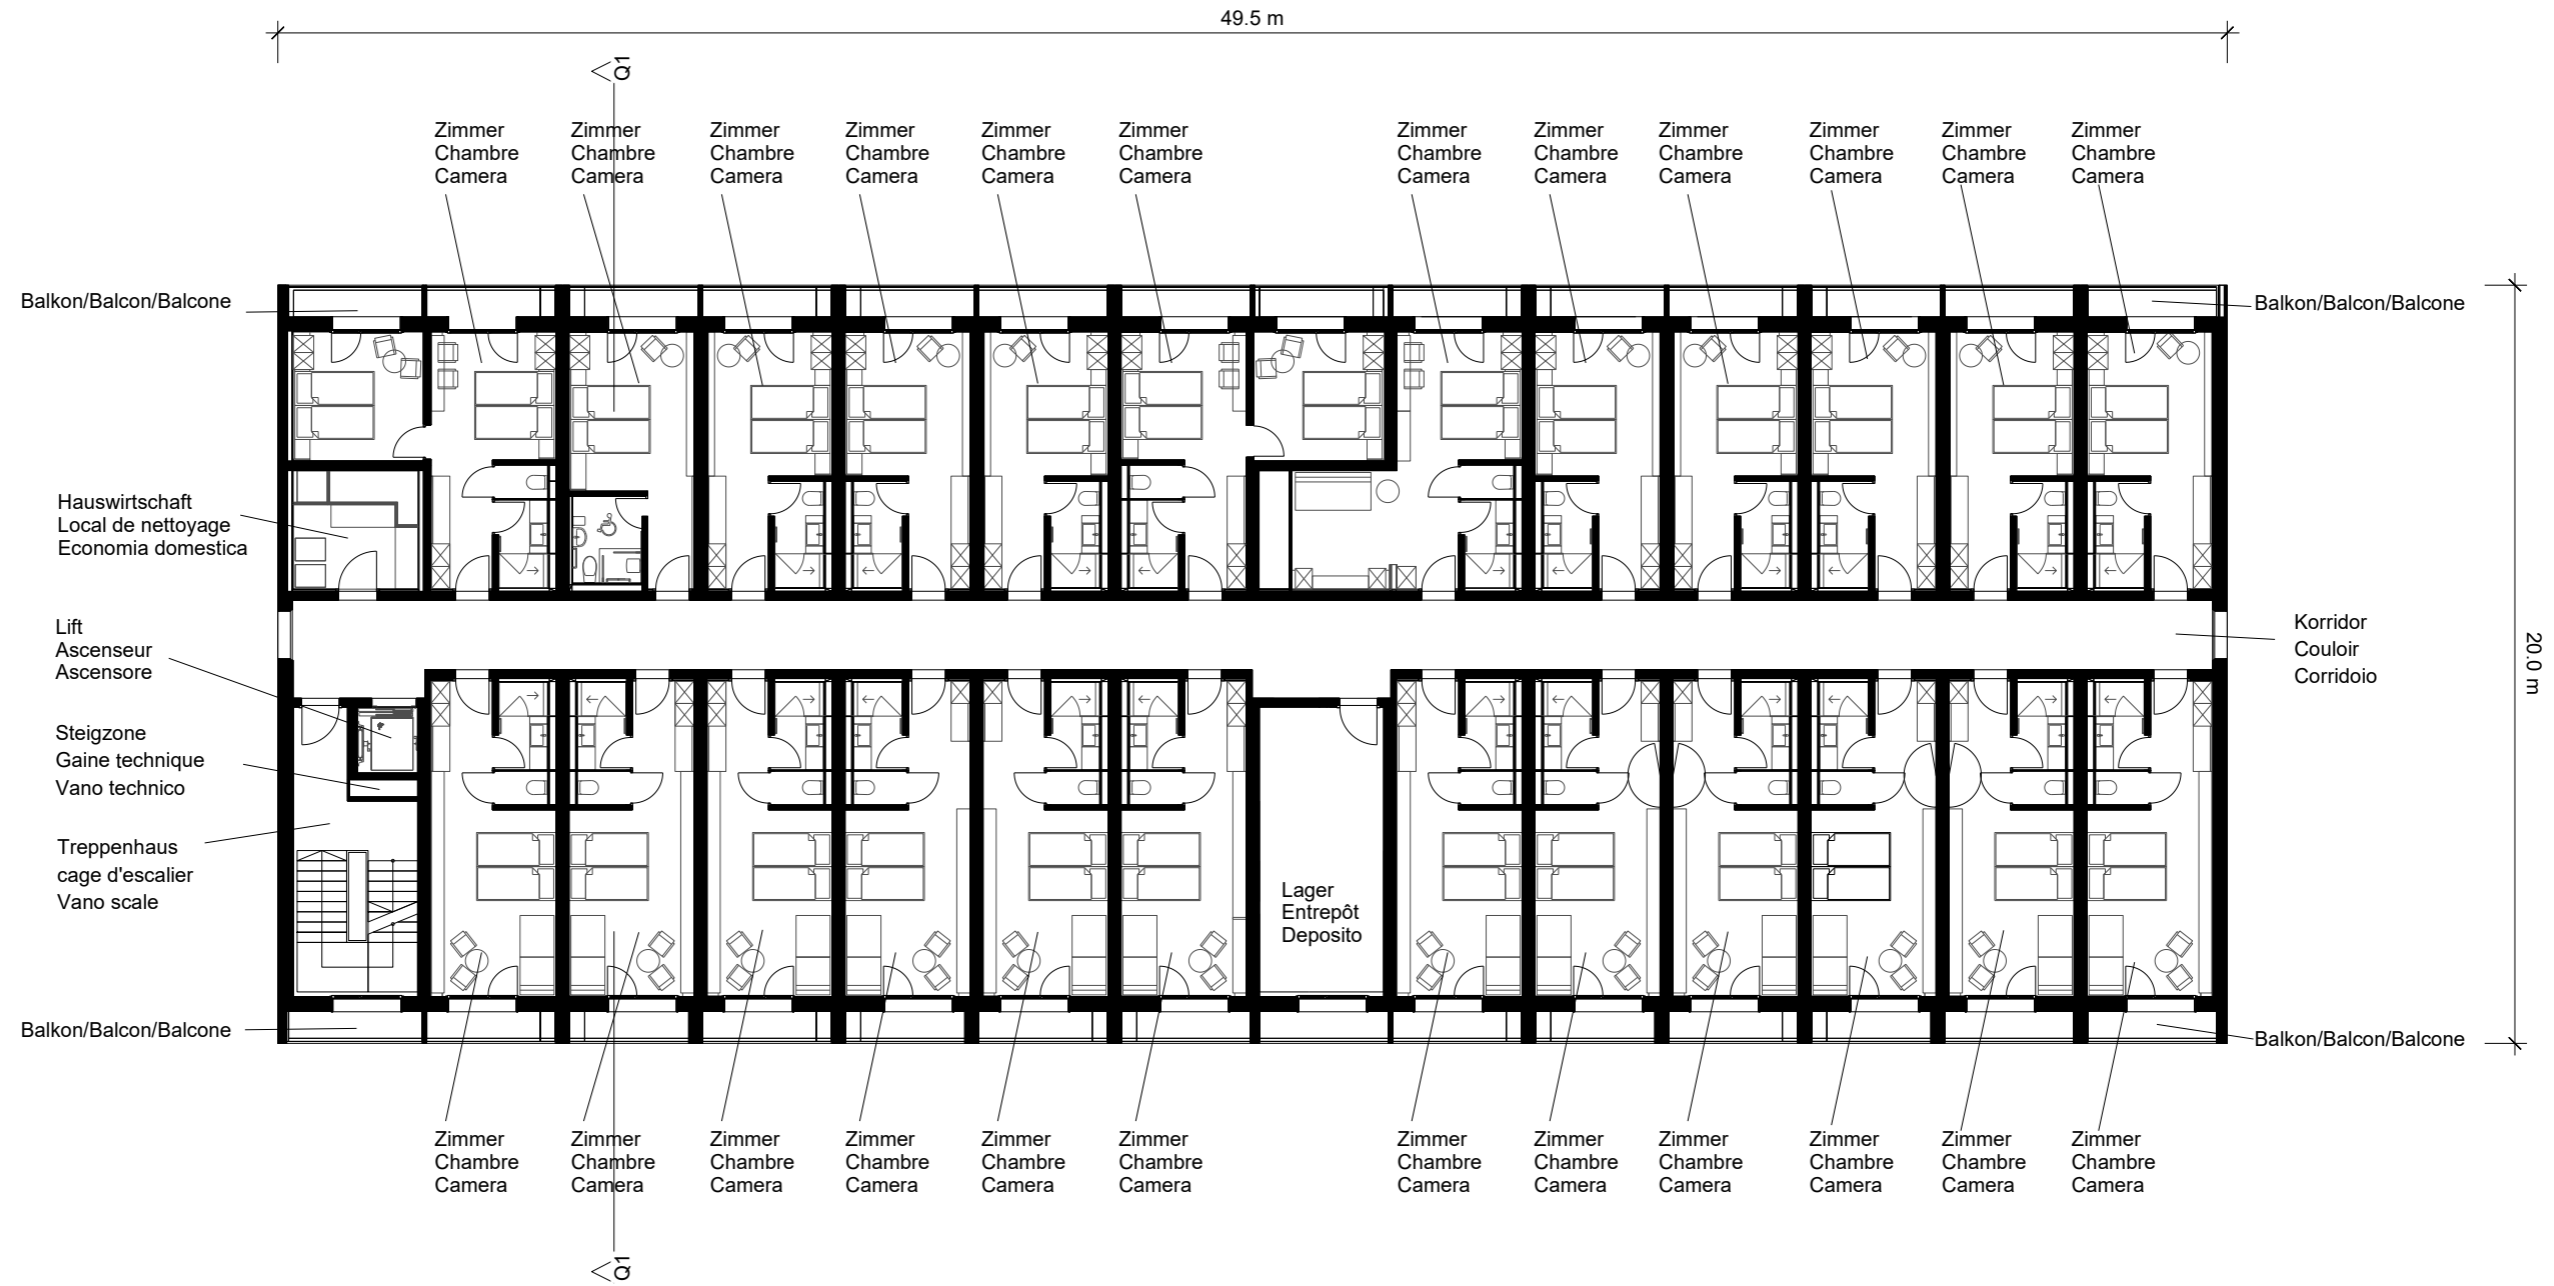 49.5 m
Q1
Zimmer
Chambre
Camera
Zimmer
Chambre
Camera
Zimmer
Chambre
Camera
Zimmer
Chambre
Camera
Zimmer
Chambre
Camera
Zimmer
Chambre
Camera
Zimmer
Chambre
Camera
Zimmer
Chambre
Camera
Zimmer
Chambre
Camera
Zimmer
Chambre
Camera
Zimmer
Chambre
Camera
Zimmer
Chambre
Camera
Balkon/Balcon/Balcone
Balkon/Balcon/Balcone
Hauswirtschaft
Local de nettoyage
Economia domestica
Lift
Ascenseur
Ascensore
Korridor
Couloir
Corridoio
20.0 m
Steigzone
Gaine technique
Vano technico
Treppenhaus
cage d'escalier
Vano scale
Lager
Entrepôt
Deposito
Balkon/Balcon/Balcone
Balkon/Balcon/Balcone
Zimmer
Chambre
Camera
Zimmer
Chambre
Camera
Zimmer
Chambre
Camera
Zimmer
Chambre
Camera
Zimmer
Chambre
Camera
Zimmer
Chambre
Camera
Zimmer
Chambre
Camera
Zimmer
Chambre
Camera
Zimmer
Chambre
Camera
Zimmer
Chambre
Camera
Zimmer
Chambre
Camera
Zimmer
Chambre
Camera
Q1